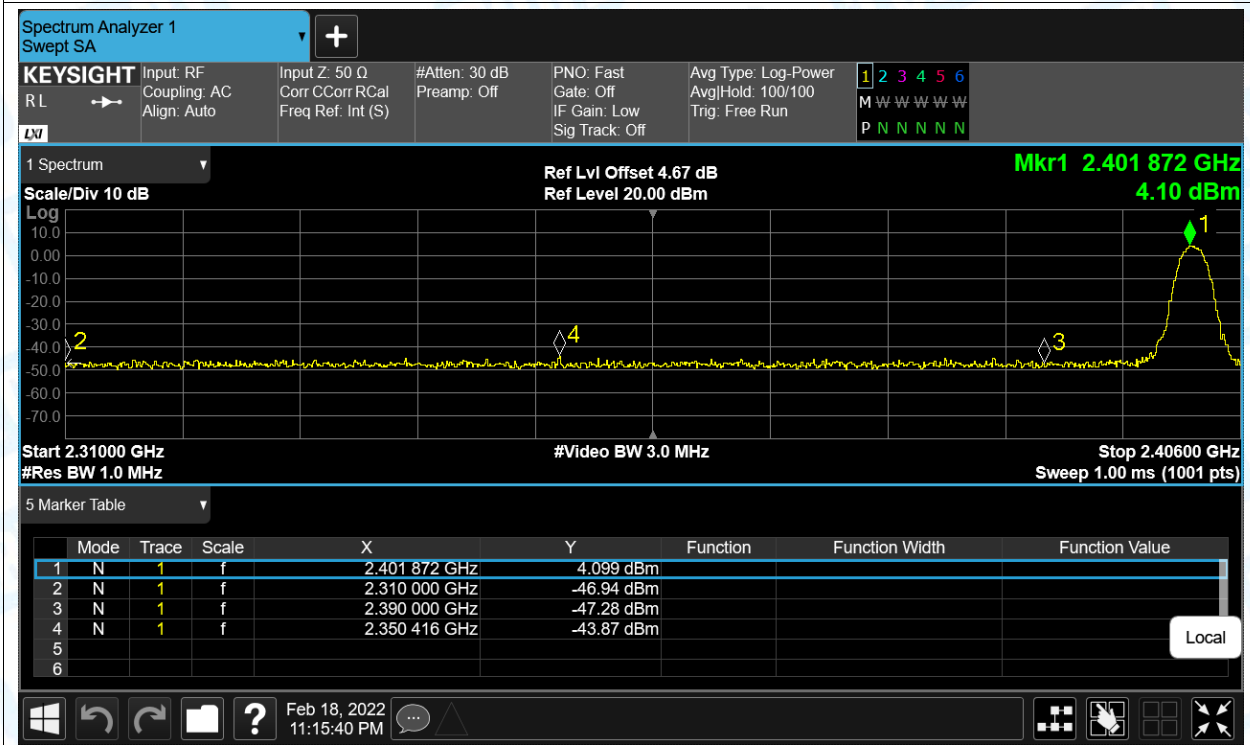 Spectrum Analyzer 1
Swept SA
KEYSIGHT
R L
LXI
Input: RF
Coupling: AC
Align: Auto
Input Z: 50 Ω
Corr CCorr RCal
Freq Ref: Int (S)
#Atten: 30 dB
Preamp: Off
PNO: Fast
Gate: Off
IF Gain: Low
Sig Track: Off
Avg Type: Log-Power
Avg|Hold: 100/100
Trig: Free Run
1 2 3 4 5 6
M W W W W W
P N N N N N
1 Spectrum
Scale/Div 10 dB
Ref Lvl Offset 4.67 dB
Ref Level 20.00 dBm
Mkr1 2.401 872 GHz
4.10 dBm
Log
10.0
0.00
-10.0
-20.0
-30.0
-40.0
-50.0
-60.0
-70.0
2
4
3
1
Start 2.31000 GHz
#Video BW 3.0 MHz
Stop 2.40600 GHz
#Res BW 1.0 MHz
Sweep 1.00 ms (1001 pts)
5 Marker Table
Mode Trace Scale X Y Function Function Width Function Value
1 N 1 f 2.401 872 GHz 4.099 dBm
2 N 1 f 2.310 000 GHz -46.94 dBm
3 N 1 f 2.390 000 GHz -47.28 dBm
4 N 1 f 2.350 416 GHz -43.87 dBm
5
6
Local
?
Feb 18, 2022
11:15:40 PM